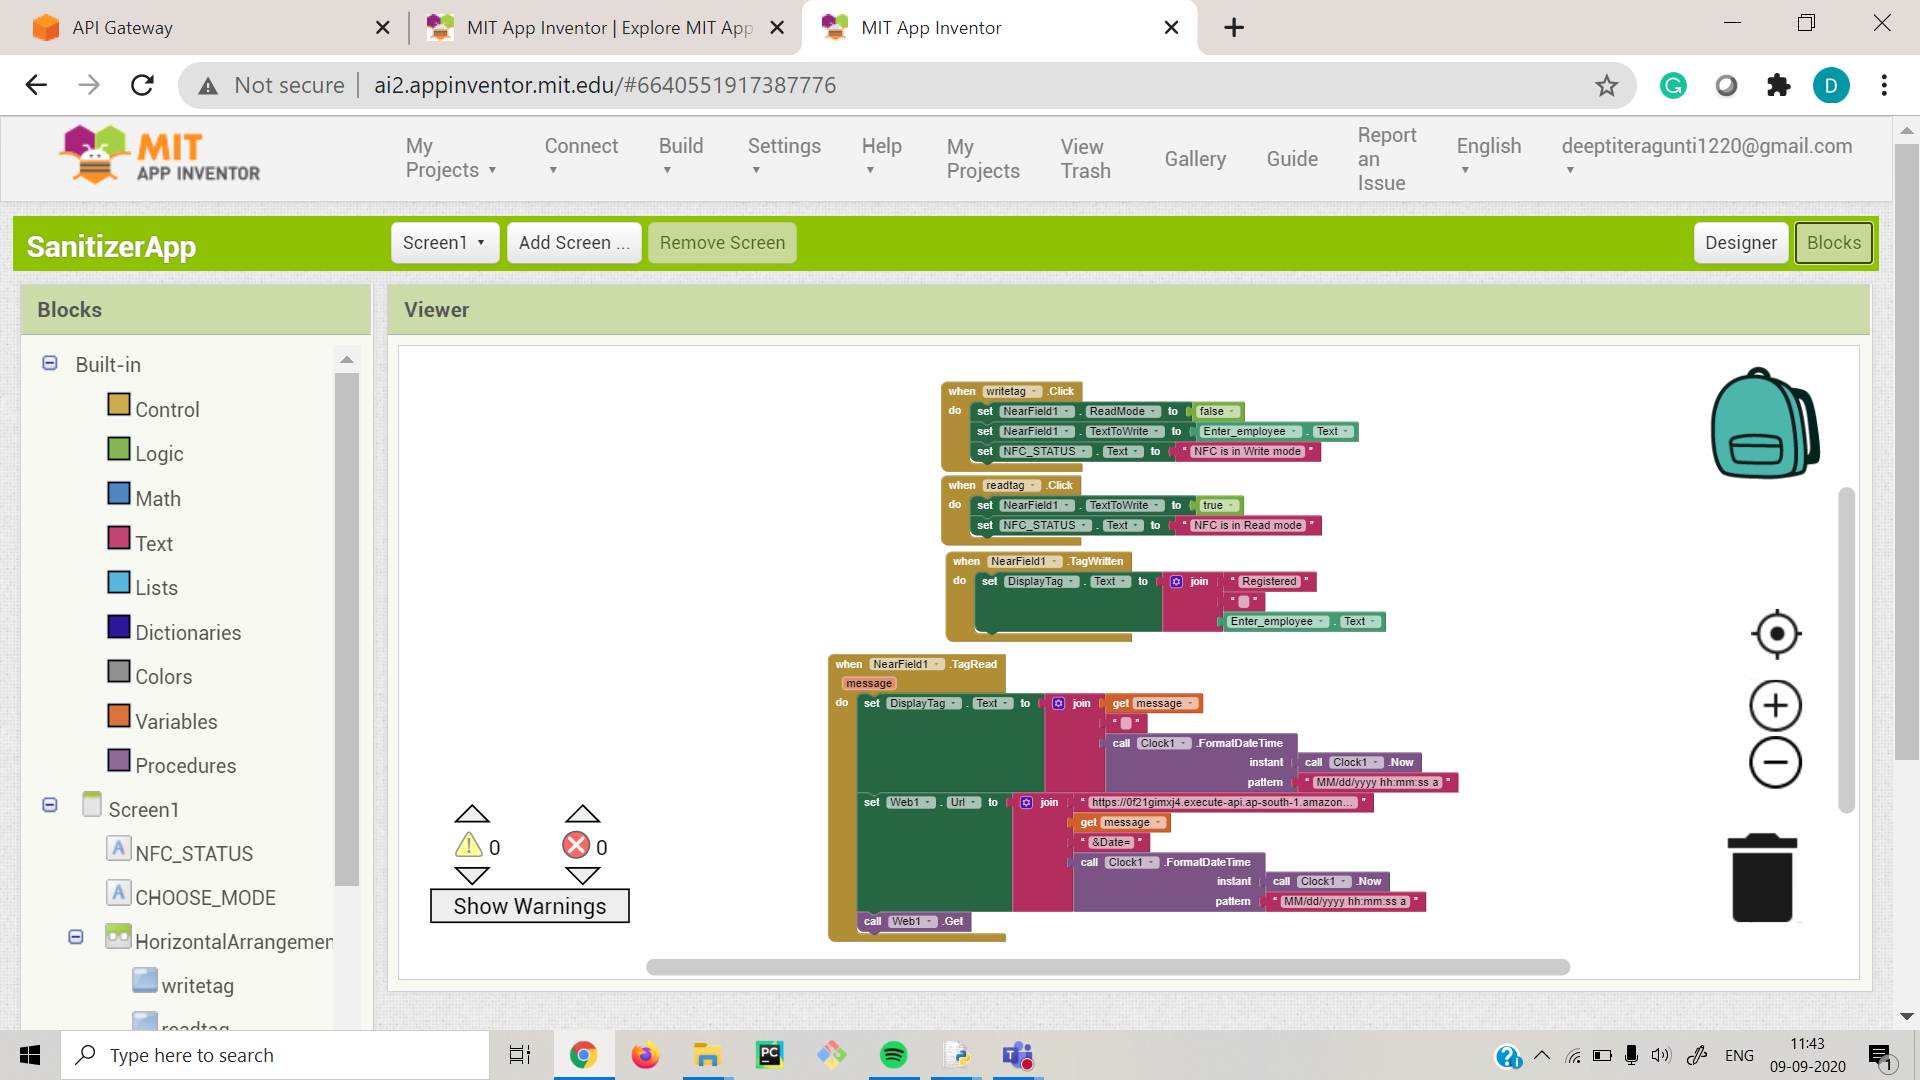 API Gateway
MIT App Inventor | Explore MIT App
MIT App Inventor
Not secure
ai2.appinventor.mit.edu/#6640551917387776
D
MIT
APP INVENTOR
My Projects
Connect
Build
Settings
Help
My Projects
View Trash
Gallery
Guide
Report an Issue
English
deeptiteragunti1220@gmail.com
SanitizerApp
Screen1
Add Screen ...
Remove Screen
Designer
Blocks
Blocks
Viewer
Built-in
Control
Logic
Math
Text
Lists
Dictionaries
Colors
Variables
Procedures
Screen1
NFC_STATUS
CHOOSE_MODE
HorizontalArrangemen
writetag
readtag
when writetag .Click
do set NearField1 . ReadMode to false
set NearField1 . TextToWrite to Enter_employee . Text
set NFC_STATUS . Text to " NFC is in Write mode "
when readtag .Click
do set NearField1 . TextToWrite to true
set NFC_STATUS . Text to " NFC is in Read mode "
when NearField1 .TagWritten
do set DisplayTag . Text to join " Registered "
" "
Enter_employee . Text
when NearField1 .TagRead
message
do set DisplayTag . Text to join get message
" "
call Clock1 .FormatDateTime
instant call Clock1 .Now
pattern " MM/dd/yyyy hh:mm:ss a "
set Web1 . Url to join " https://0f21gimxj4.execute-api.ap-south-1.amazon... "
get message
" &Date= "
call Clock1 .FormatDateTime
instant call Clock1 .Now
pattern " MM/dd/yyyy hh:mm:ss a "
call Web1 .Get
0
0
Show Warnings
Type here to search
PC
ENG
11:43
09-09-2020
1